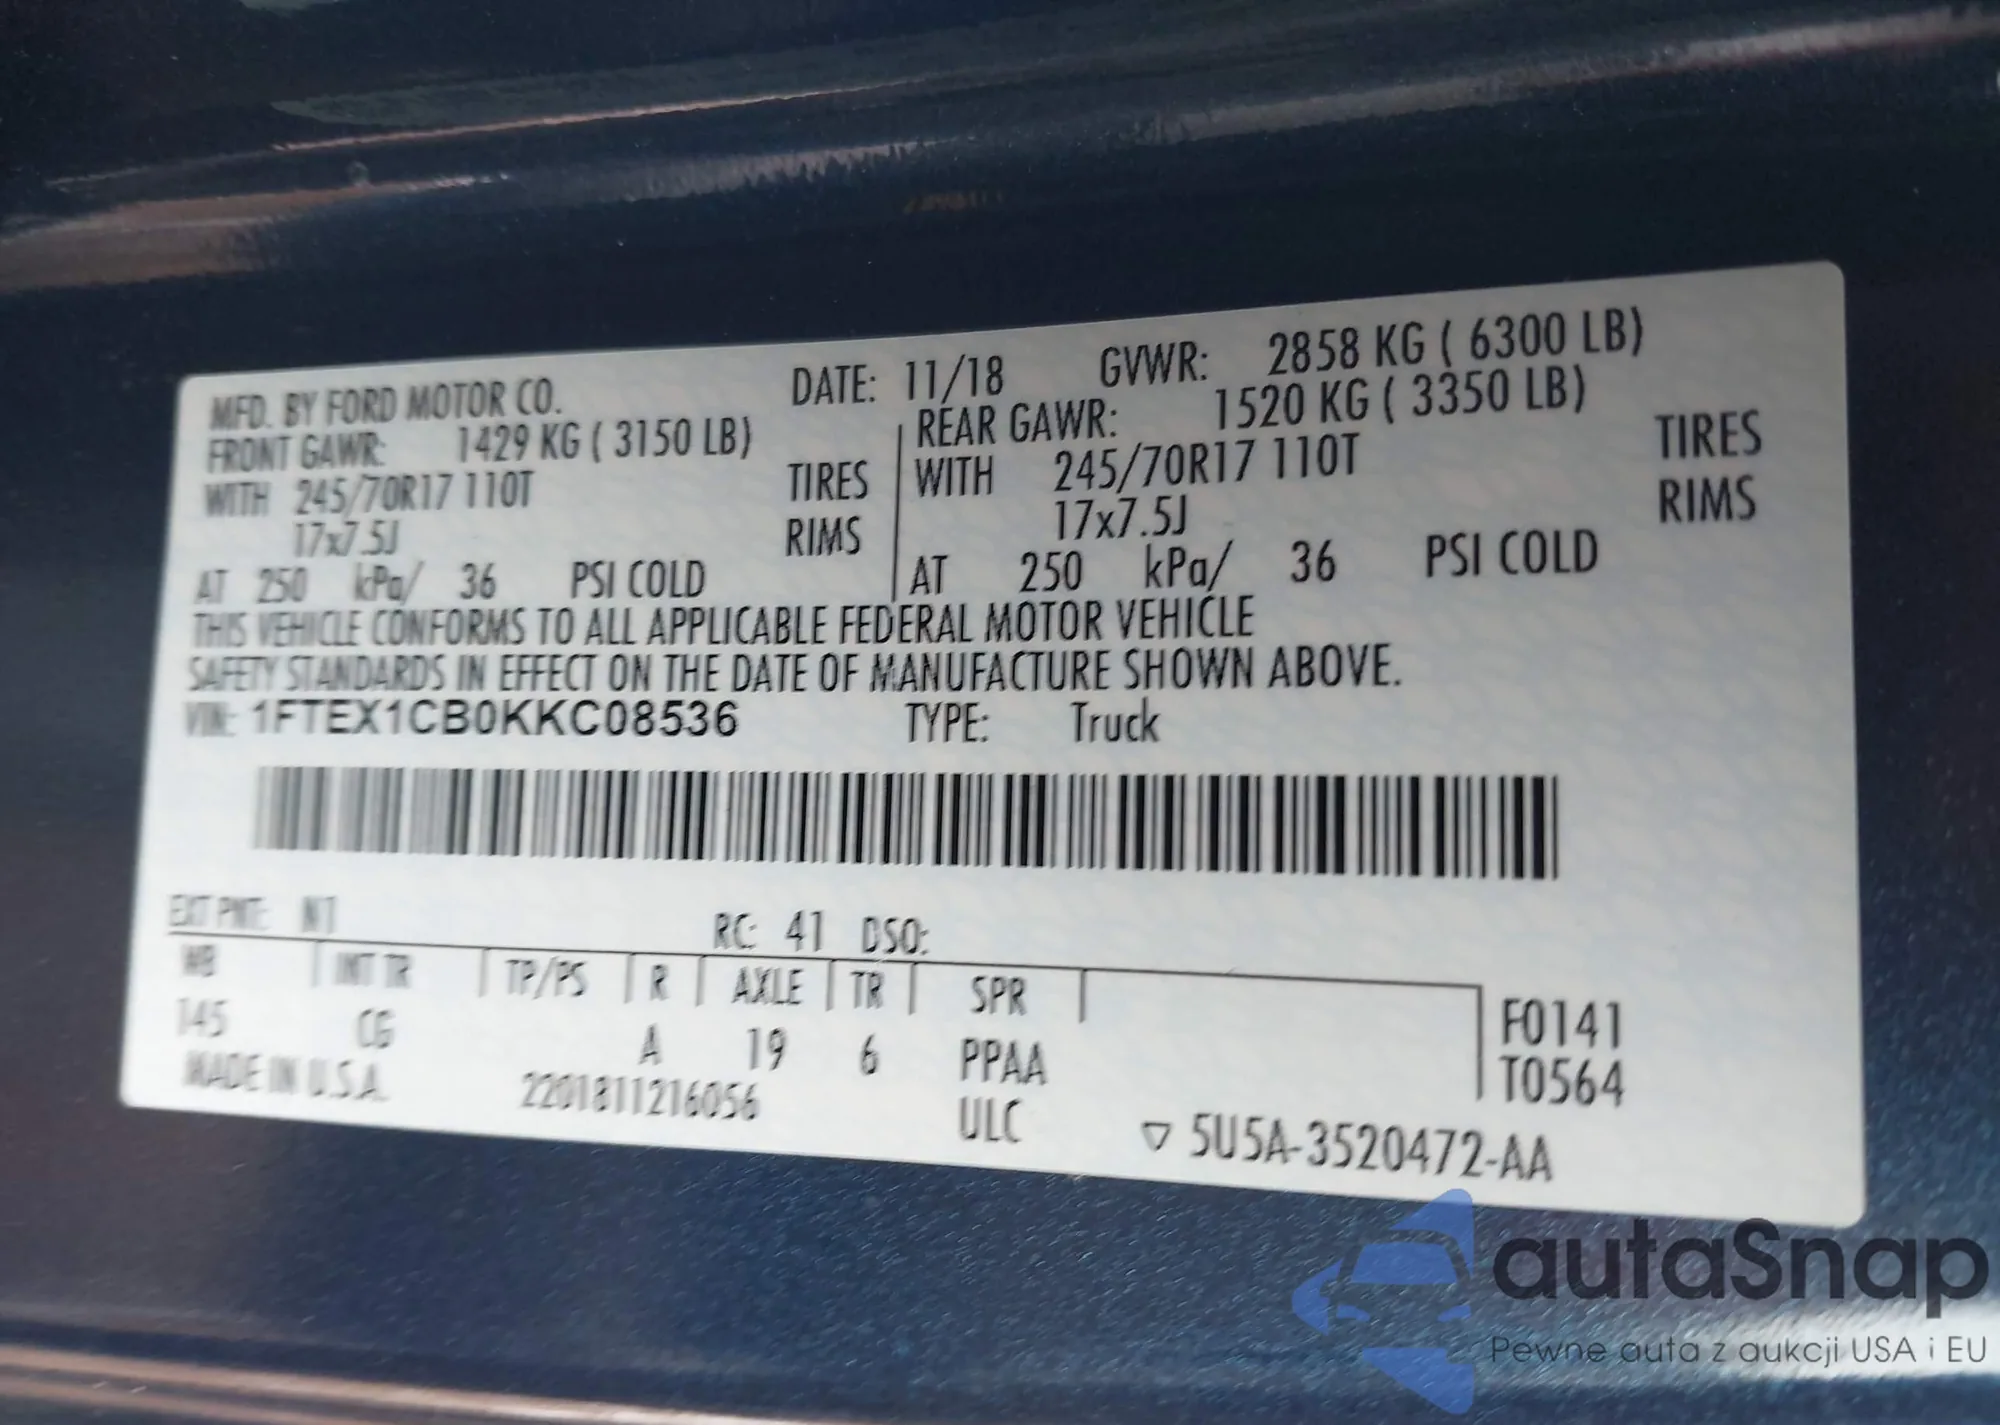 MFD. BY FORD MOTOR CO. DATE: 11/18 GVWR: 2858 KG ( 6300 LB)
FRONT GAWR: 1429 KG ( 3150 LB) REAR GAWR: 1520 KG ( 3350 LB)
WITH 245/70R17 110T TIRES WITH 245/70R17 110T TIRES
17x7.5J RIMS 17x7.5J RIMS
AT 250 kPa/ 36 PSI COLD AT 250 kPa/ 36 PSI COLD
THIS VEHICLE CONFORMS TO ALL APPLICABLE FEDERAL MOTOR VEHICLE
SAFETY STANDARDS IN EFFECT ON THE DATE OF MANUFACTURE SHOWN ABOVE.
VIN: 1FTEX1CB0KKC08536 TYPE: Truck
EXT PNT: N1 RC: 41 DSO:
WB INT TR TP/PS R AXLE TR SPR
145 CG A 19 6 PPAA F0141
T0564
MADE IN U.S.A. 2201811216056 ULC
▽ 5U5A-3520472-AA
autaSnap
Pewne auta z aukcji USA i EU